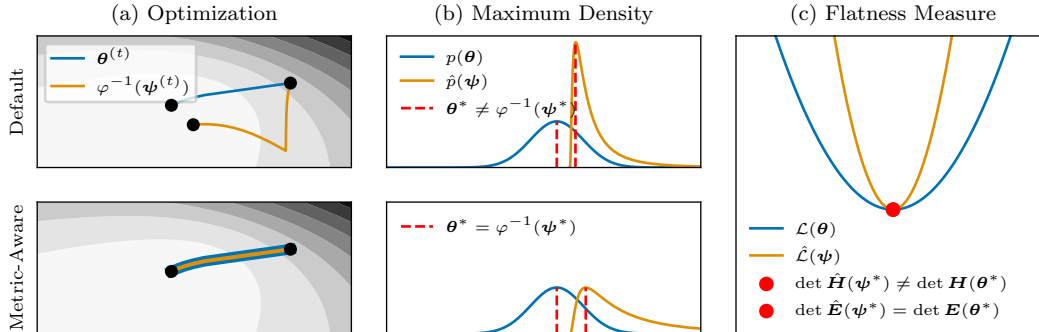 (a) Optimization
(b) Maximum Density
(c) Flatness Measure
Default
θ^(t)
φ⁻¹(ψ^(t))
p(θ)
p̂(ψ)
θ* ≠ φ⁻¹(ψ*)
Metric-Aware
θ* = φ⁻¹(ψ*)
ℒ(θ)
ℒ̂(ψ)
det Ĥ(ψ*) ≠ det H(θ*)
det Ê(ψ*) = det E(θ*)